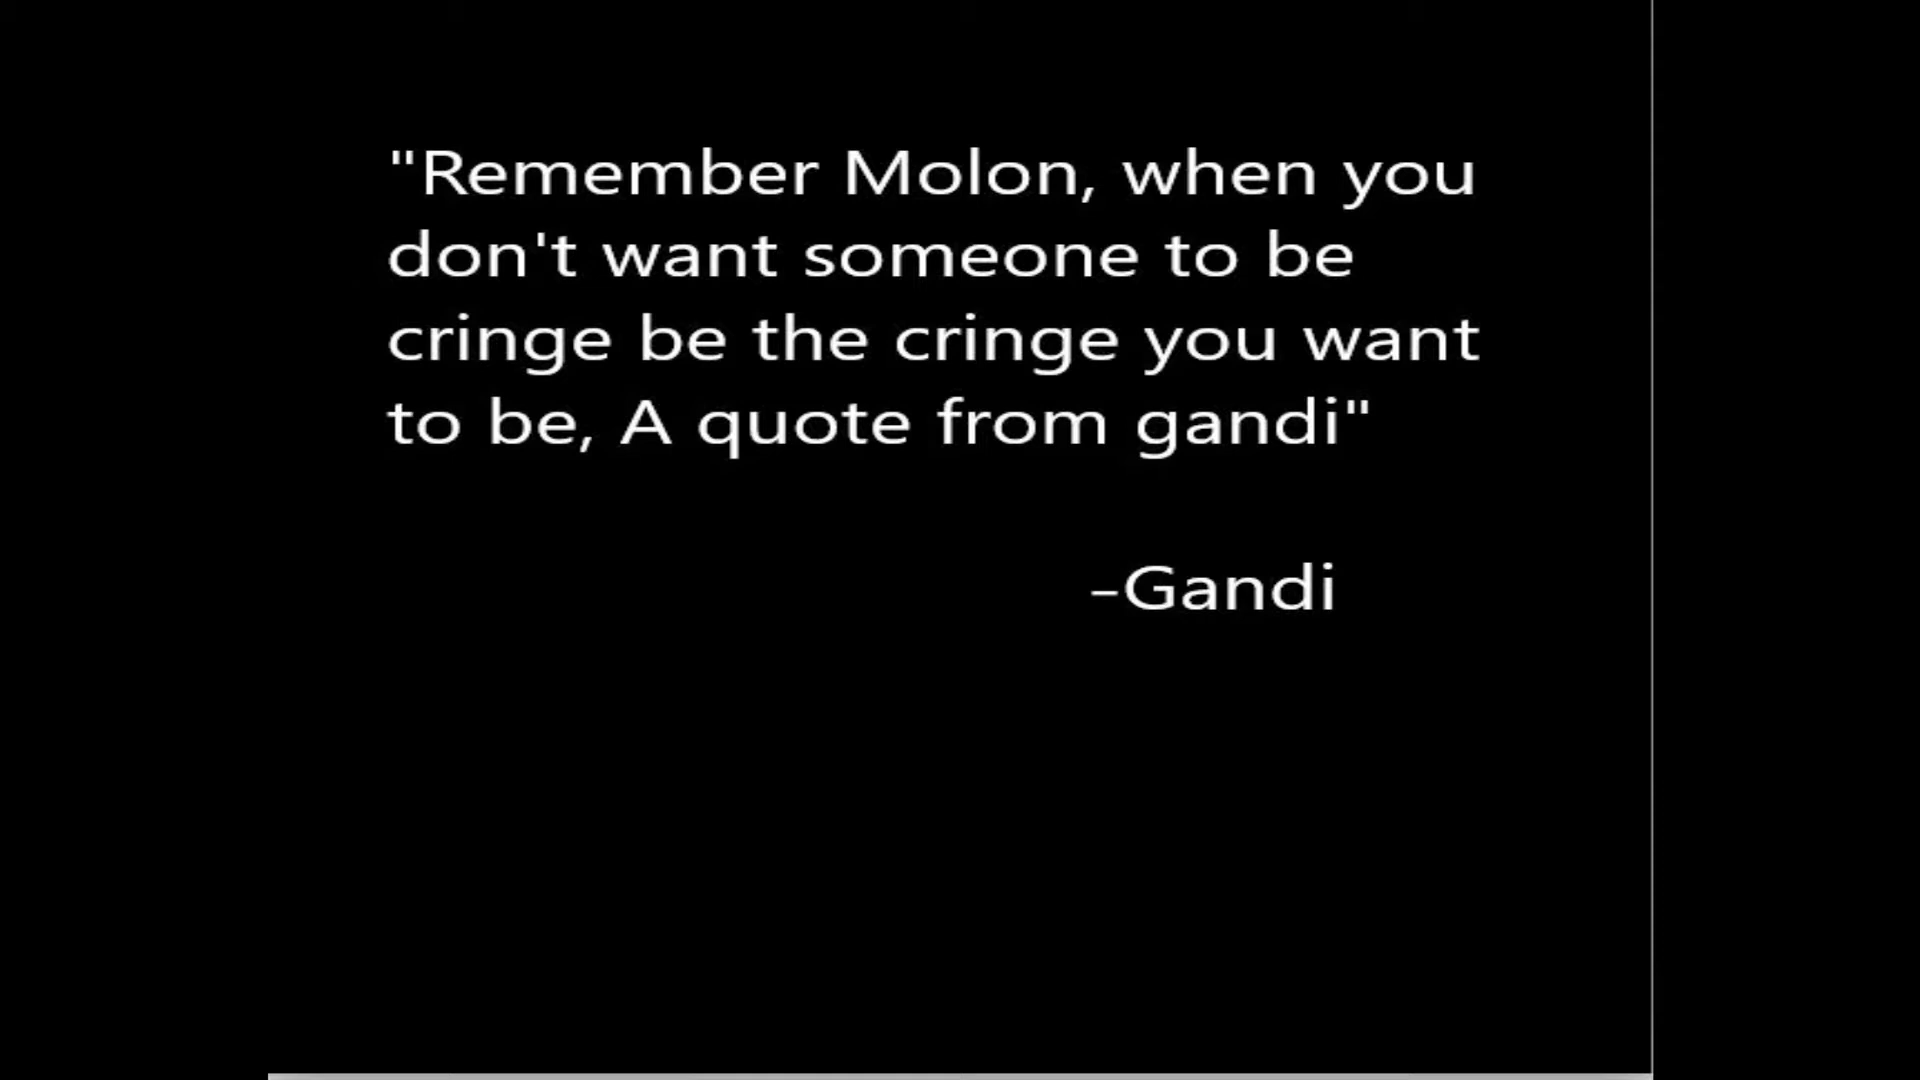 "Remember Molon, when you
don't want someone to be
cringe be the cringe you want
to be, A quote from gandi"
-Gandi